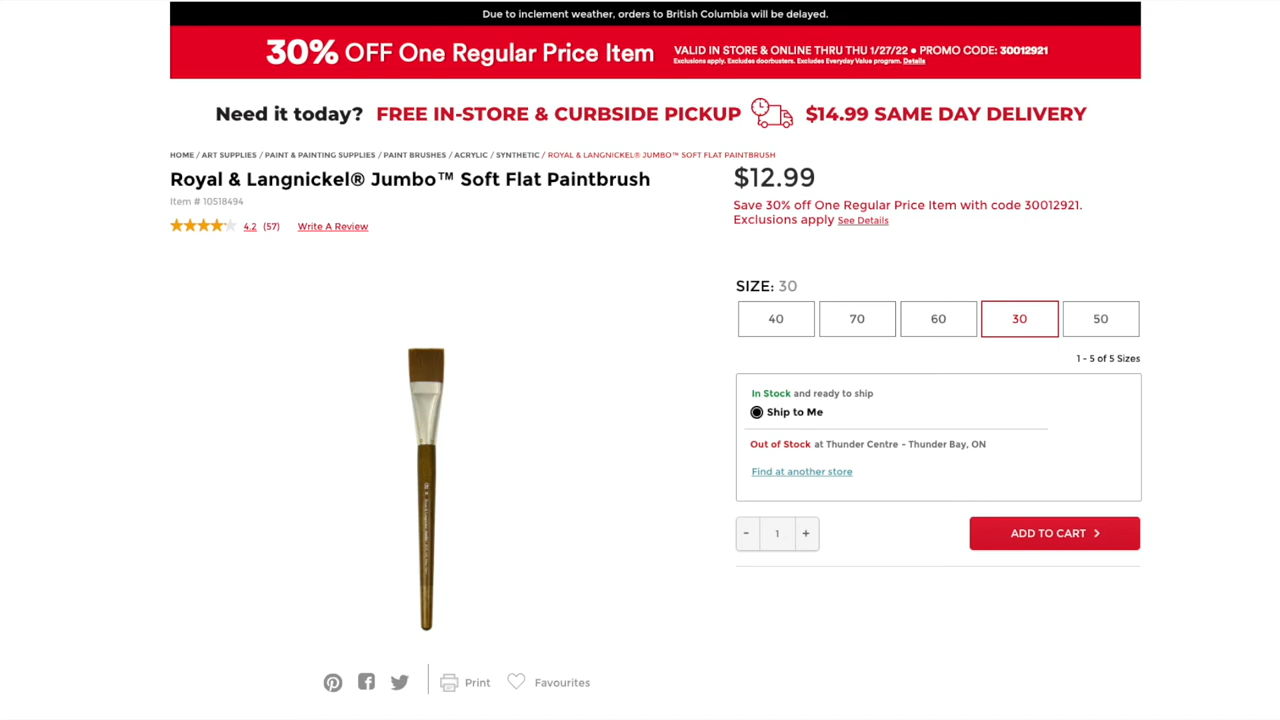 Due to inclement weather, orders to British Columbia will be delayed.
30% OFF One Regular Price Item
VALID IN STORE & ONLINE THRU THU 1/27/22 • PROMO CODE: 30012921
Exclusions apply. Excludes doorbusters. Excludes Everyday Value program. Details
Need it today? FREE IN-STORE & CURBSIDE PICKUP $14.99 SAME DAY DELIVERY
HOME / ART SUPPLIES / PAINT & PAINTING SUPPLIES / PAINT BRUSHES / ACRYLIC / SYNTHETIC / ROYAL & LANGNICKEL® JUMBO™ SOFT FLAT PAINTBRUSH
Royal & Langnickel® Jumbo™ Soft Flat Paintbrush
Item # 10518494
4.2 (57) Write A Review
$12.99
Save 30% off One Regular Price Item with code 30012921.
Exclusions apply See Details
SIZE: 30
40 70 60 30 50
1 - 5 of 5 Sizes
In Stock and ready to ship
Ship to Me
Out of Stock at Thunder Centre - Thunder Bay, ON
Find at another store
- 1 +
ADD TO CART >
Print Favourites